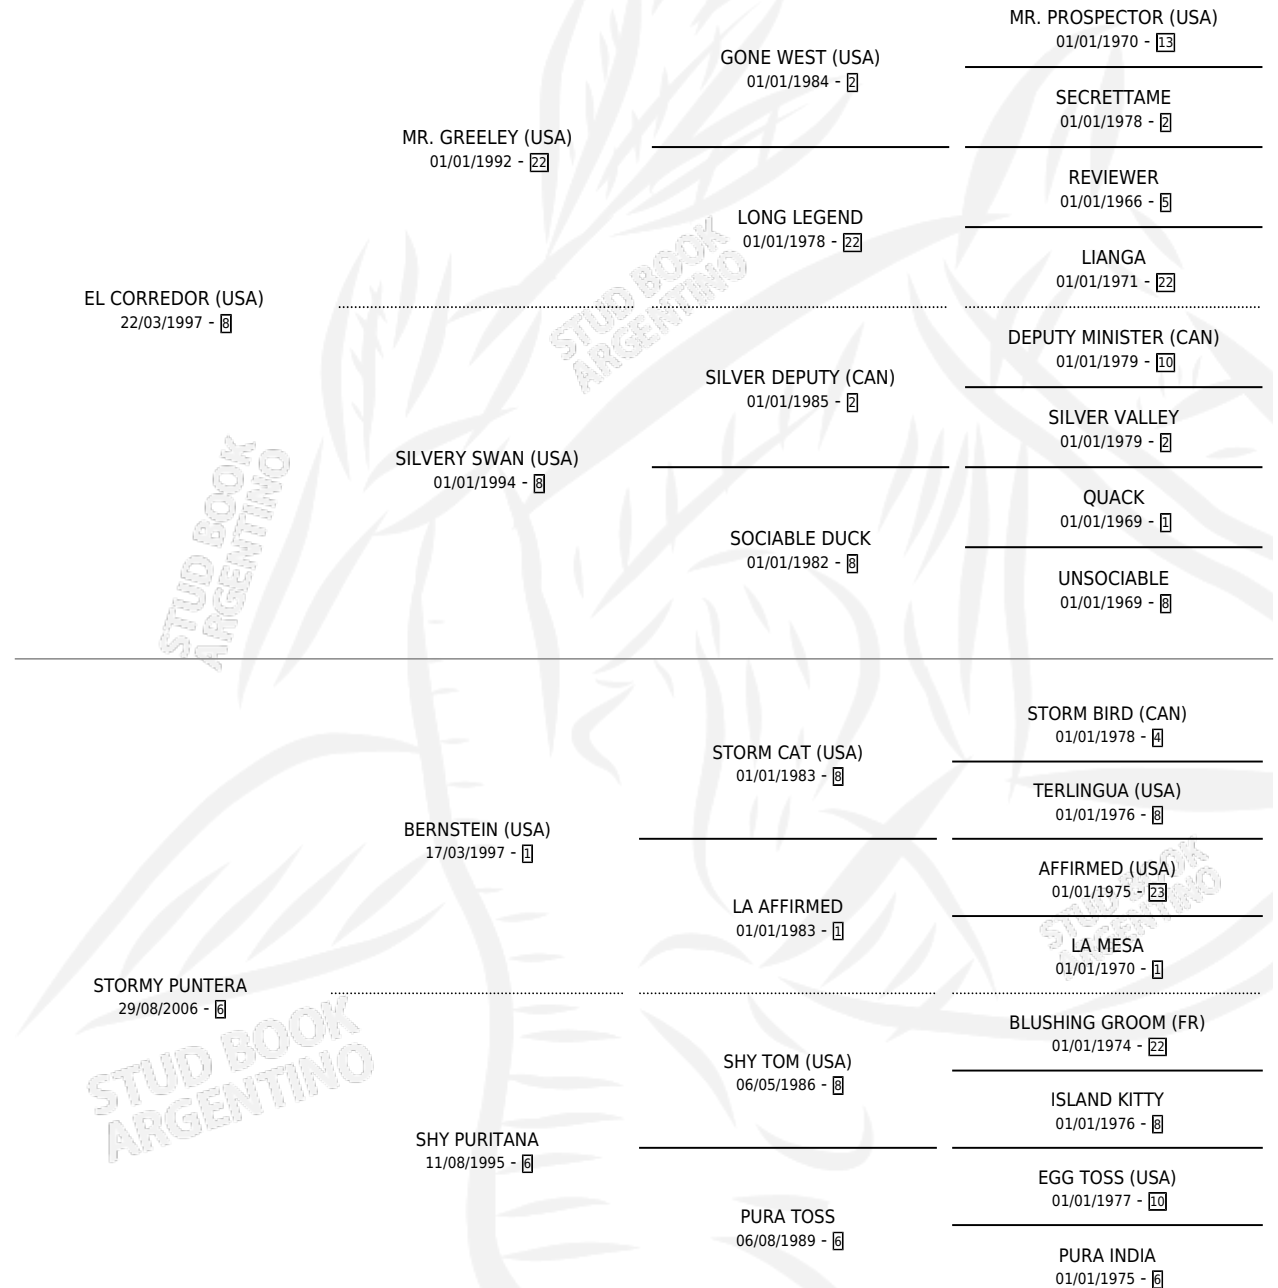 MR. PROSPECTOR (USA)
01/01/1970 - 13
GONE WEST (USA)
01/01/1984 - 2
SECRETTAME
01/01/1978 - 2
MR. GREELEY (USA)
01/01/1992 - 22
REVIEWER
01/01/1966 - 5
LONG LEGEND
01/01/1978 - 22
LIANGA
01/01/1971 - 22
EL CORREDOR (USA)
22/03/1997 - 8
STUD BOOK
ARGENTINO
DEPUTY MINISTER (CAN)
01/01/1979 - 10
SILVER DEPUTY (CAN)
01/01/1985 - 2
SILVER VALLEY
01/01/1979 - 2
SILVERY SWAN (USA)
01/01/1994 - 8
QUACK
01/01/1969 - 1
SOCIABLE DUCK
01/01/1982 - 8
UNSOCIABLE
01/01/1969 - 8
STUD BOOK
ARGENTINO
STORM BIRD (CAN)
01/01/1978 - 4
STORM CAT (USA)
01/01/1983 - 8
TERLINGUA (USA)
01/01/1976 - 8
BERNSTEIN (USA)
17/03/1997 - 1
AFFIRMED (USA)
01/01/1975 - 23
LA AFFIRMED
01/01/1983 - 1
STUD BOOK
ARGENTINO
LA MESA
01/01/1970 - 1
STORMY PUNTERA
29/08/2006 - 6
BLUSHING GROOM (FR)
01/01/1974 - 22
SHY TOM (USA)
06/05/1986 - 8
STUD BOOK
ARGENTINO
ISLAND KITTY
01/01/1976 - 8
SHY PURITANA
11/08/1995 - 6
EGG TOSS (USA)
01/01/1977 - 10
PURA TOSS
06/08/1989 - 6
PURA INDIA
01/01/1975 - 6